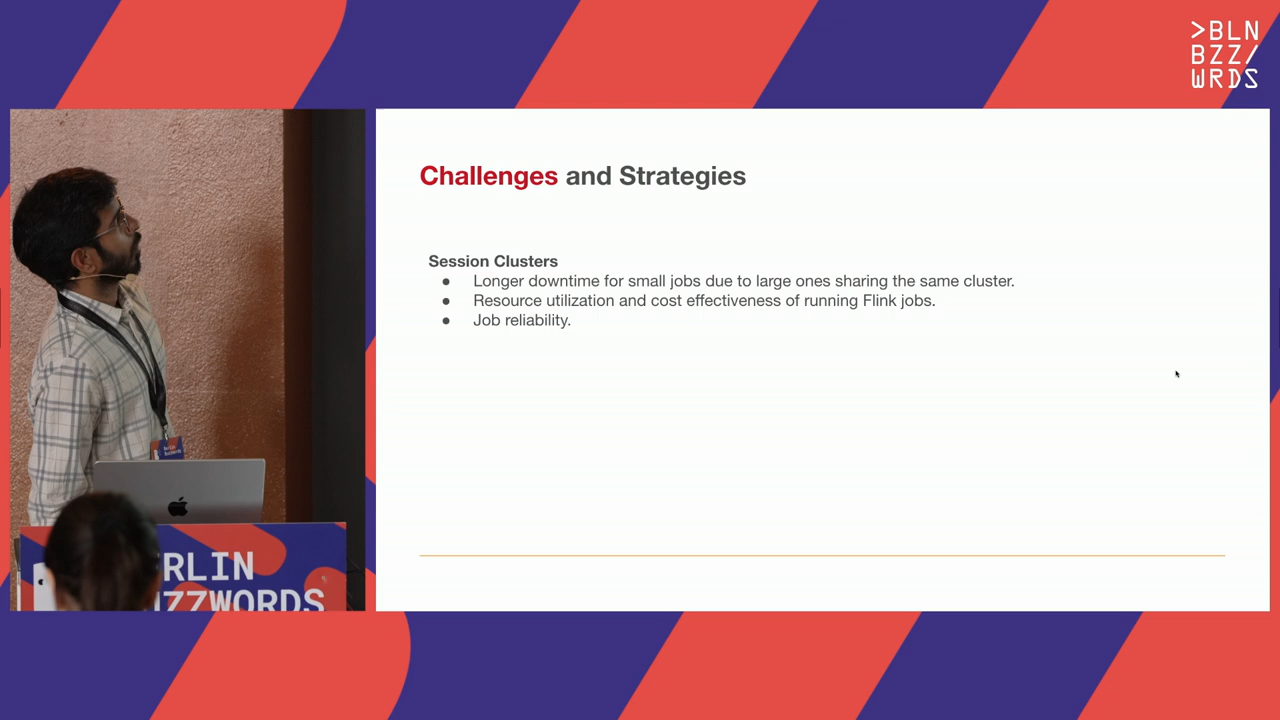 >BLN
BZZ/
WRDS
Challenges and Strategies
Session Clusters
● Longer downtime for small jobs due to large ones sharing the same cluster.
● Resource utilization and cost effectiveness of running Flink jobs.
● Job reliability.
RLIN
ZZWORDS